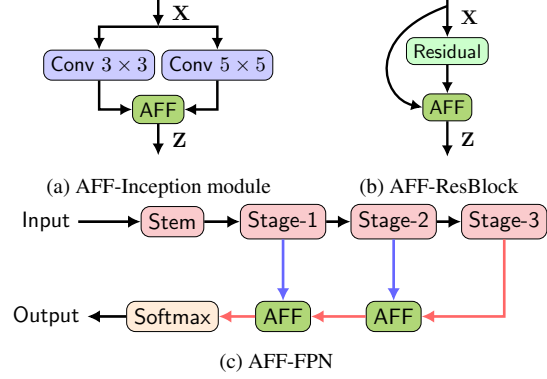 X
Conv 3 × 3 Conv 5 × 5
AFF
Z
(a) AFF-Inception module
X
Residual
AFF
Z
(b) AFF-ResBlock
Input Stem Stage-1 Stage-2 Stage-3
Output Softmax AFF AFF
(c) AFF-FPN